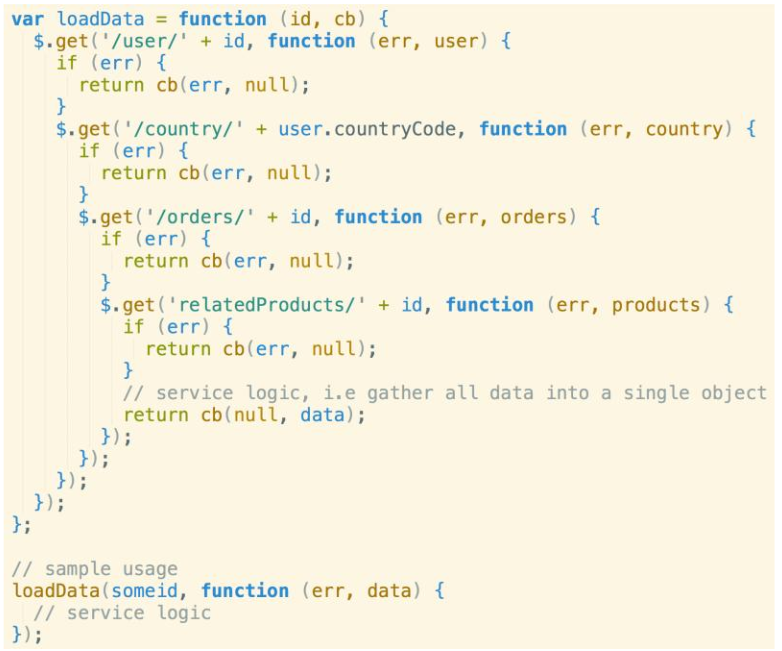 var loadData = function (id, cb) {
  $.get('/user/' + id, function (err, user) {
    if (err) {
      return cb(err, null);
    }
    $.get('/country/' + user.countryCode, function (err, country) {
      if (err) {
        return cb(err, null);
      }
      $.get('/orders/' + id, function (err, orders) {
        if (err) {
          return cb(err, null);
        }
        $.get('relatedProducts/' + id, function (err, products) {
          if (err) {
            return cb(err, null);
          }
          // service logic, i.e gather all data into a single object
          return cb(null, data);
        });
      });
    });
  });
};

// sample usage
loadData(someid, function (err, data) {
  // service logic
});